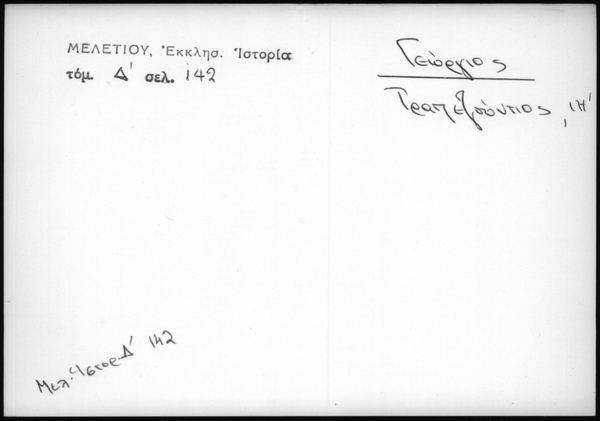 ΜΕΛΕΤΙΟΥ, Ἐκκλησ. Ἱστορία
τόμ. Δ' σελ. 142
Γεώργιος
Τραπεζούντιος, ιη'
Μελ. Ἱστορ. Δ' 142